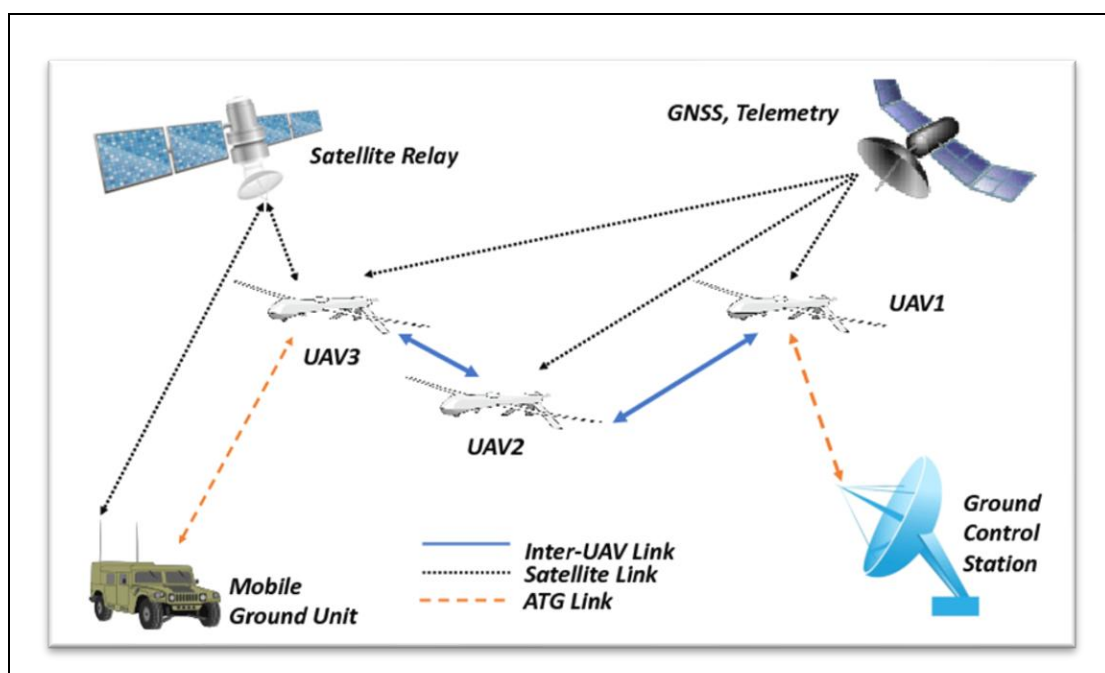 GNSS, Telemetry
Satellite Relay
UAV1
UAV3
UAV2
Ground
Control
Station
Inter-UAV Link
Satellite Link
ATG Link
Mobile
Ground Unit